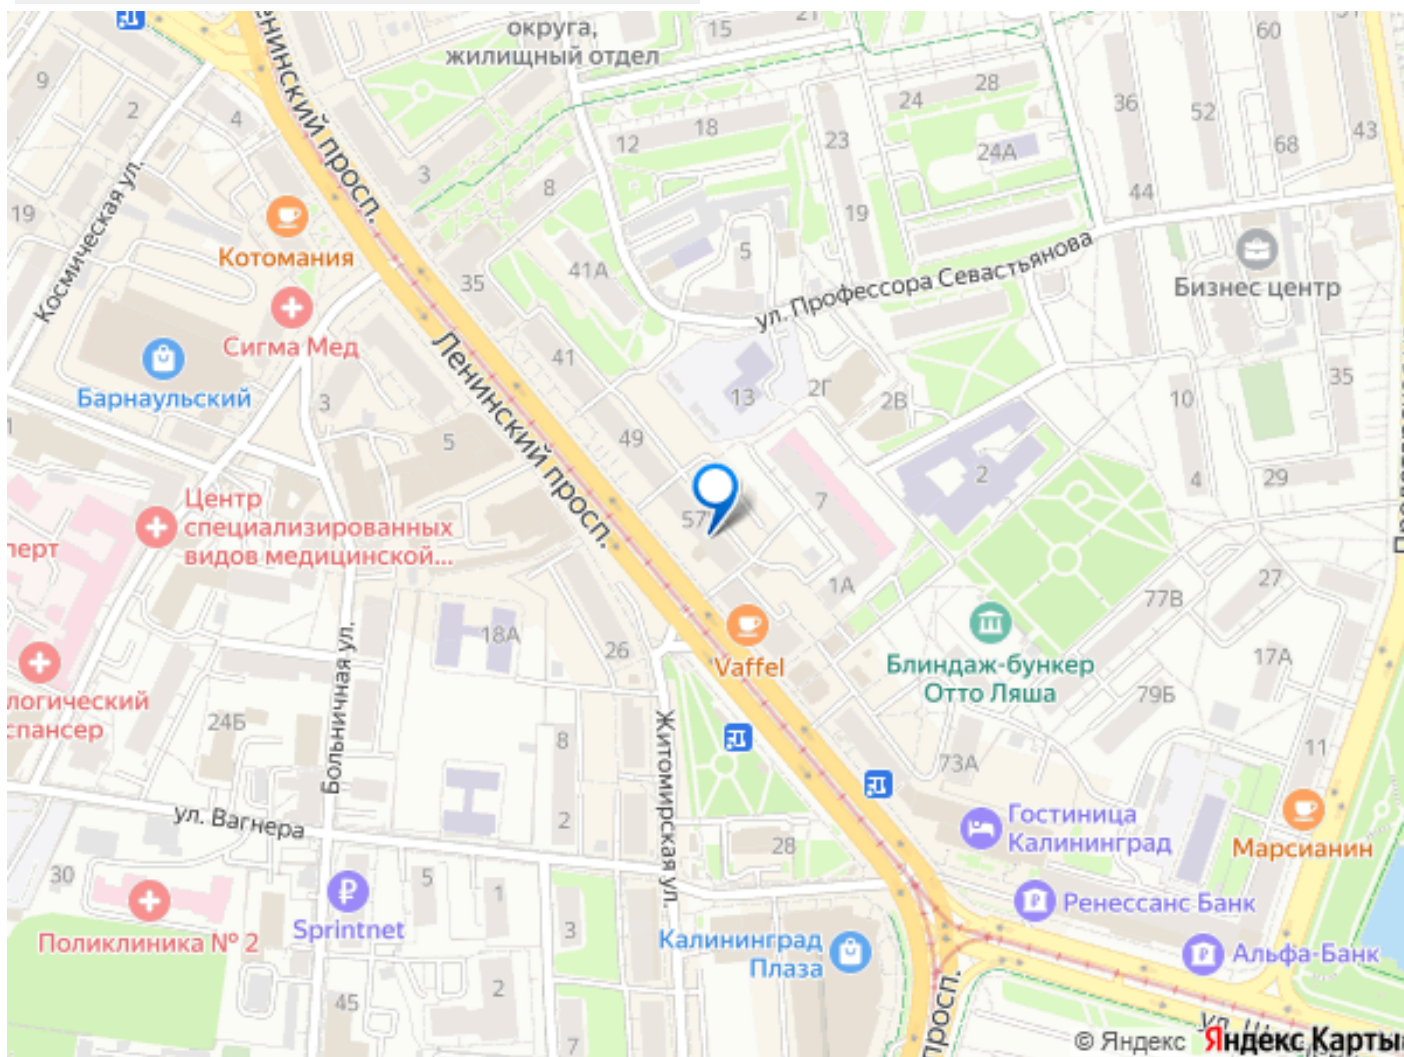 округа,
жилищный отдел
15
21
60
9
2
4
Ленинский просп.
3
12
18
24
28
23
24А
36
52
68
43
Космическая ул.
19
8
19
44
Котомания
35
41А
5
ул. Профессора Севастьянова
Бизнес центр
Сигма Мед
Барнаульский
Ленинский просп.
41
13
2Г
2В
10
35
3
5
49
2
4
29
Центр
специализированных
видов медицинской...
57
7
1А
77В
27
18А
26
Vaffel
Блиндаж-бункер
Отто Ляша
17А
79Б
логический
спансер
24Б
Больничная ул.
Житомирская ул.
8
73А
11
ул. Вагнера
2
28
Гостиница
Калининград
Марсианин
30
5
1
Ренессанс Банк
Sprintnet
Поликлиника № 2
3
Калининград
Плаза
Альфа-Банк
45
2
7
просп.
© Яндекс Яндекс Карты